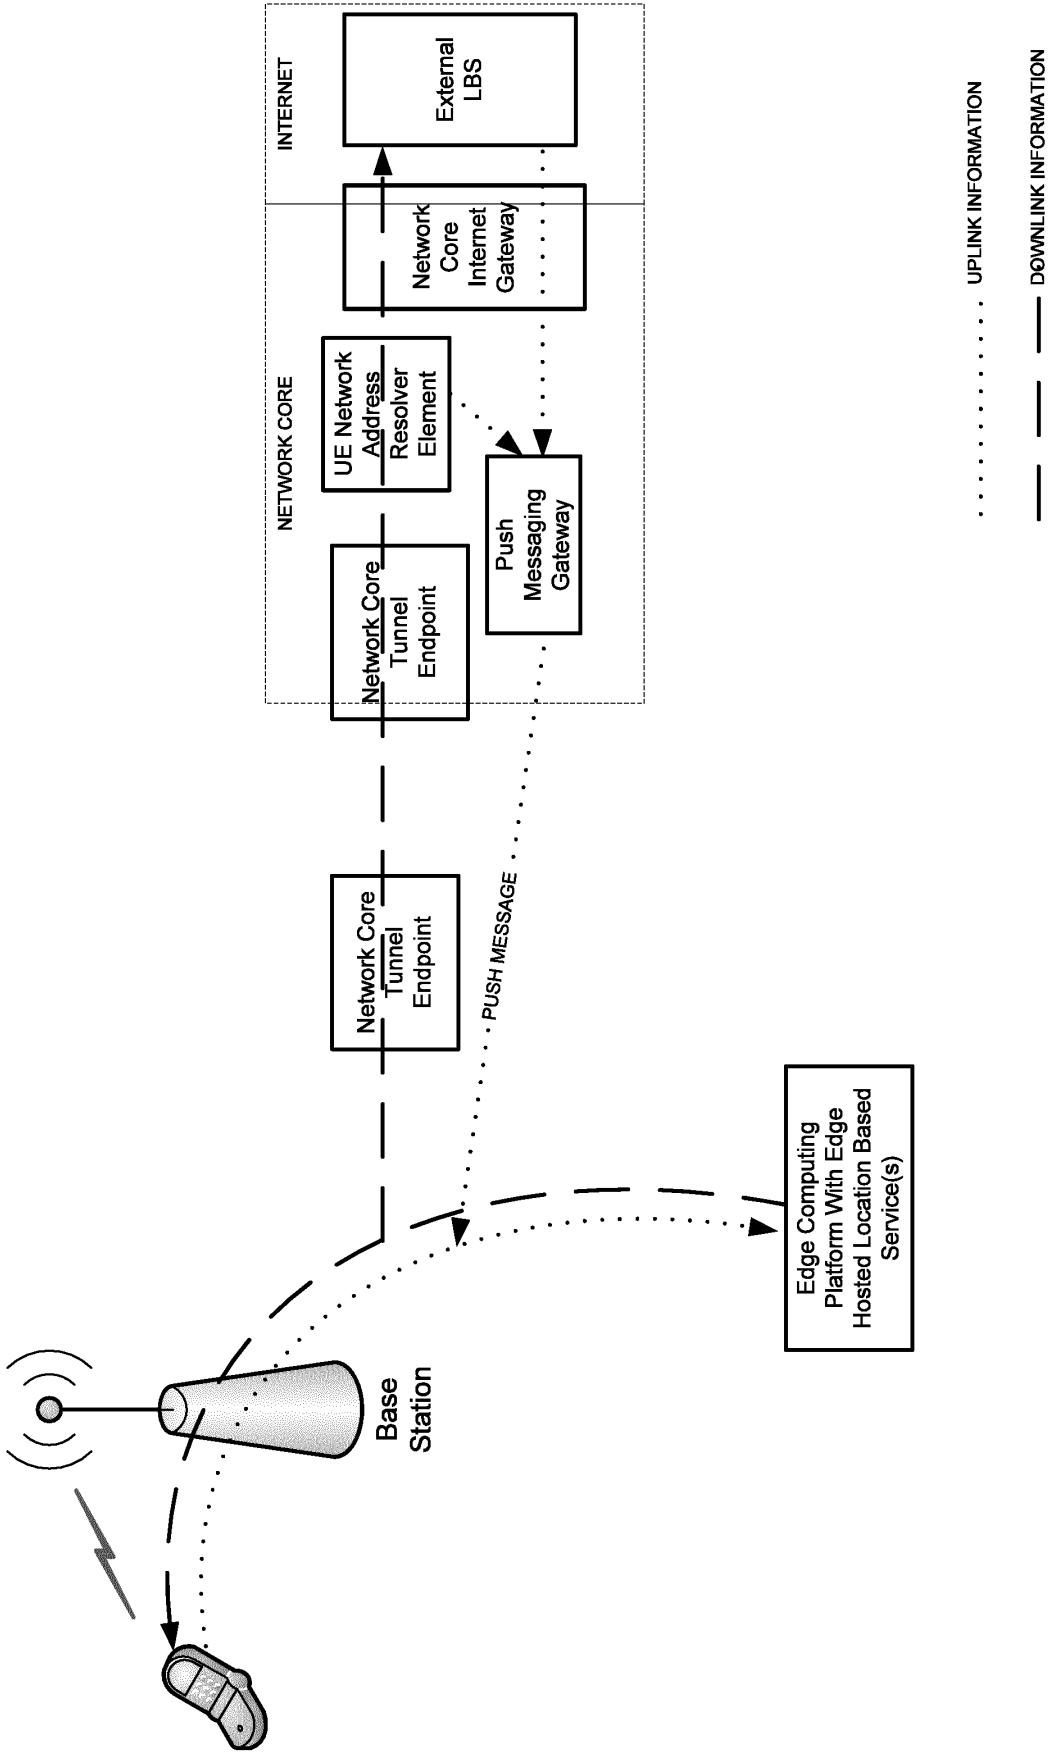 Base
Station
Edge Computing
Platform With Edge
Hosted Location Based
Service(s)
PUSH MESSAGE
Network Core
Tunnel
Endpoint
NETWORK CORE
Network Core
Tunnel
Endpoint
UE Network
Address
Resolver
Element
Push
Messaging
Gateway
Network
Core
Internet
Gateway
INTERNET
External
LBS
UPLINK INFORMATION
DOWNLINK INFORMATION